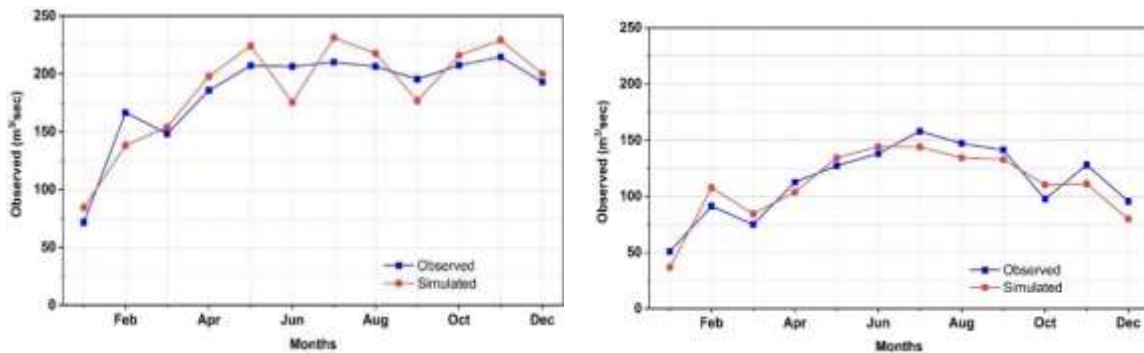 250
200
150
100
50
0
Observed (m³/sec)
Observed
Simulated
Feb Apr Jun Aug Oct Dec
Months
250
200
150
100
50
0
Observed (m³/sec)
Observed
Simulated
Feb Apr Jun Aug Oct Dec
Months